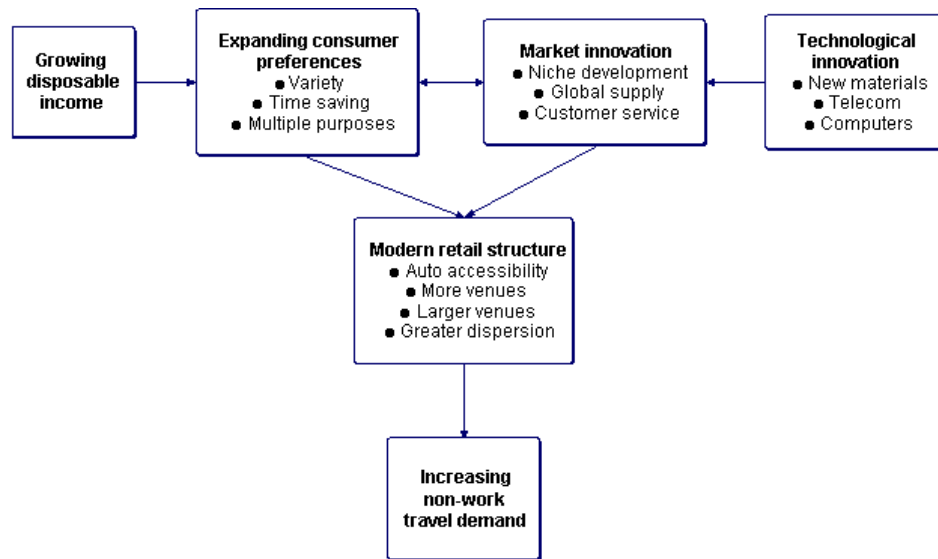 Growing
disposable
income
Expanding consumer
preferences
● Variety
● Time saving
● Multiple purposes
Market innovation
● Niche development
● Global supply
● Customer service
Technological
innovation
● New materials
● Telecom
● Computers
Modern retail structure
● Auto accessibility
● More venues
● Larger venues
● Greater dispersion
Increasing
non-work
travel demand